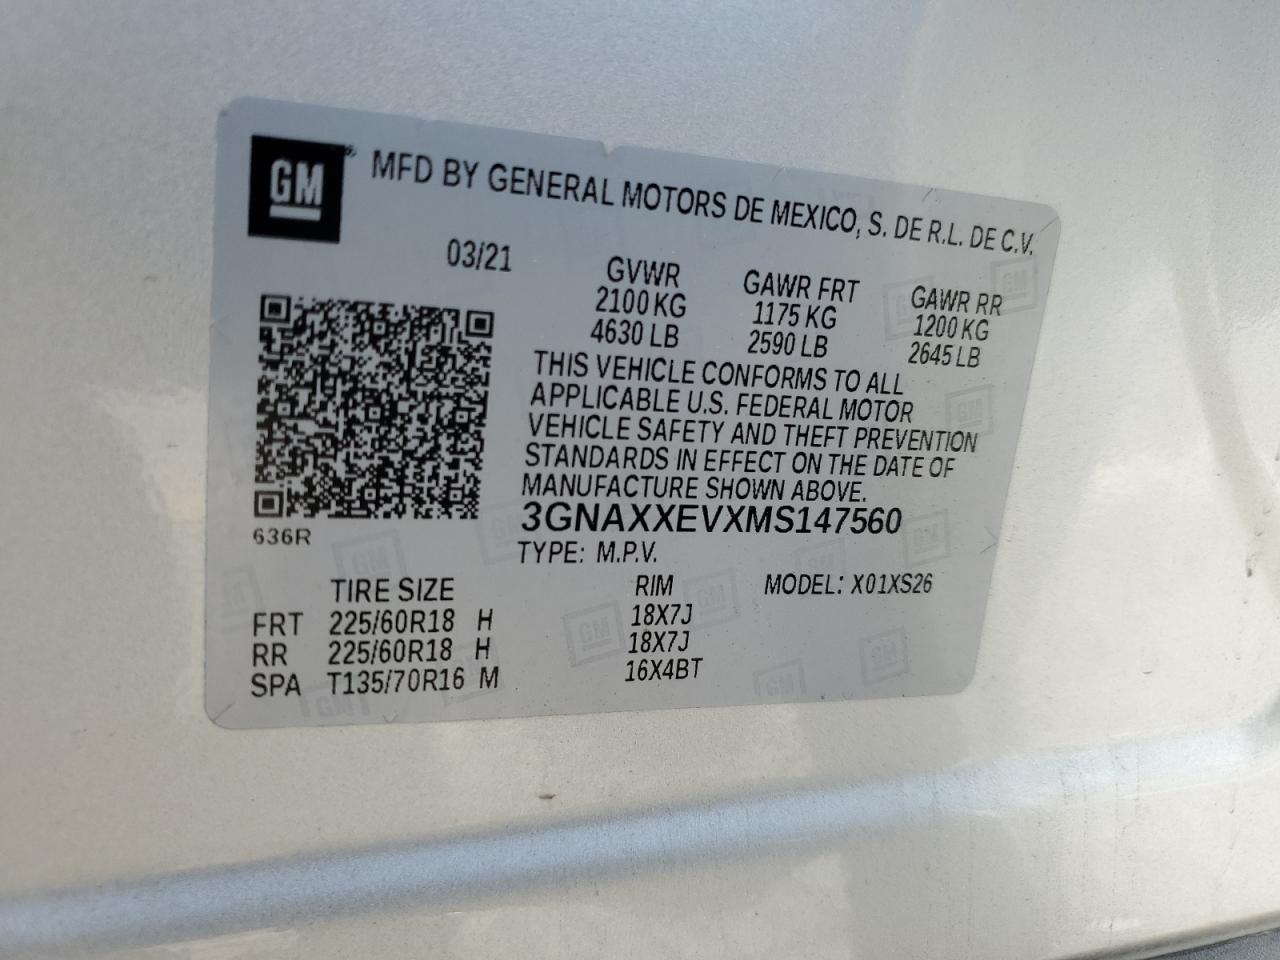 GM
MFD BY GENERAL MOTORS DE MEXICO, S. DE R.L. DE C.V.
03/21
GVWR GAWR FRT GAWR RR
2100 KG 1175 KG 1200 KG
4630 LB 2590 LB 2645 LB
THIS VEHICLE CONFORMS TO ALL
APPLICABLE U.S. FEDERAL MOTOR
VEHICLE SAFETY AND THEFT PREVENTION
STANDARDS IN EFFECT ON THE DATE OF
MANUFACTURE SHOWN ABOVE.
3GNAXXEVXMS147560
636R
TYPE: M.P.V.
TIRE SIZE RIM MODEL: X01XS26
FRT 225/60R18 H 18X7J
RR 225/60R18 H 18X7J
SPA T135/70R16 M 16X4BT